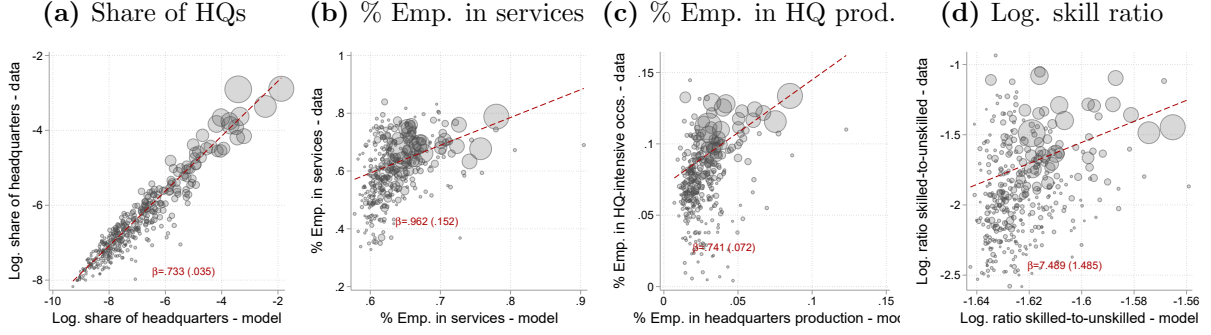 (a) Share of HQs
Log. share of headquarters - data
-2
-4
-6
-8
β=.733 (.035)
-10
-8
-6
-4
-2
Log. share of headquarters - model
(b) % Emp. in services
% Emp. in services - data
1
.8
.6
.4
.2
β=.962 (.152)
.6
.7
.8
.9
% Emp. in services - model
(c) % Emp. in HQ prod.
% Emp. in HQ-intensive occs. - data
.15
.1
.05
0
β=.741 (.072)
0
.05
.1
.15
% Emp. in headquarters production - mod
(d) Log. skill ratio
Log. ratio skilled-to-unskilled - data
-1
-1.5
-2
-2.5
β=7.489 (1.485)
-1.64
-1.62
-1.6
-1.58
-1.56
Log. ratio skilled-to-unskilled - model